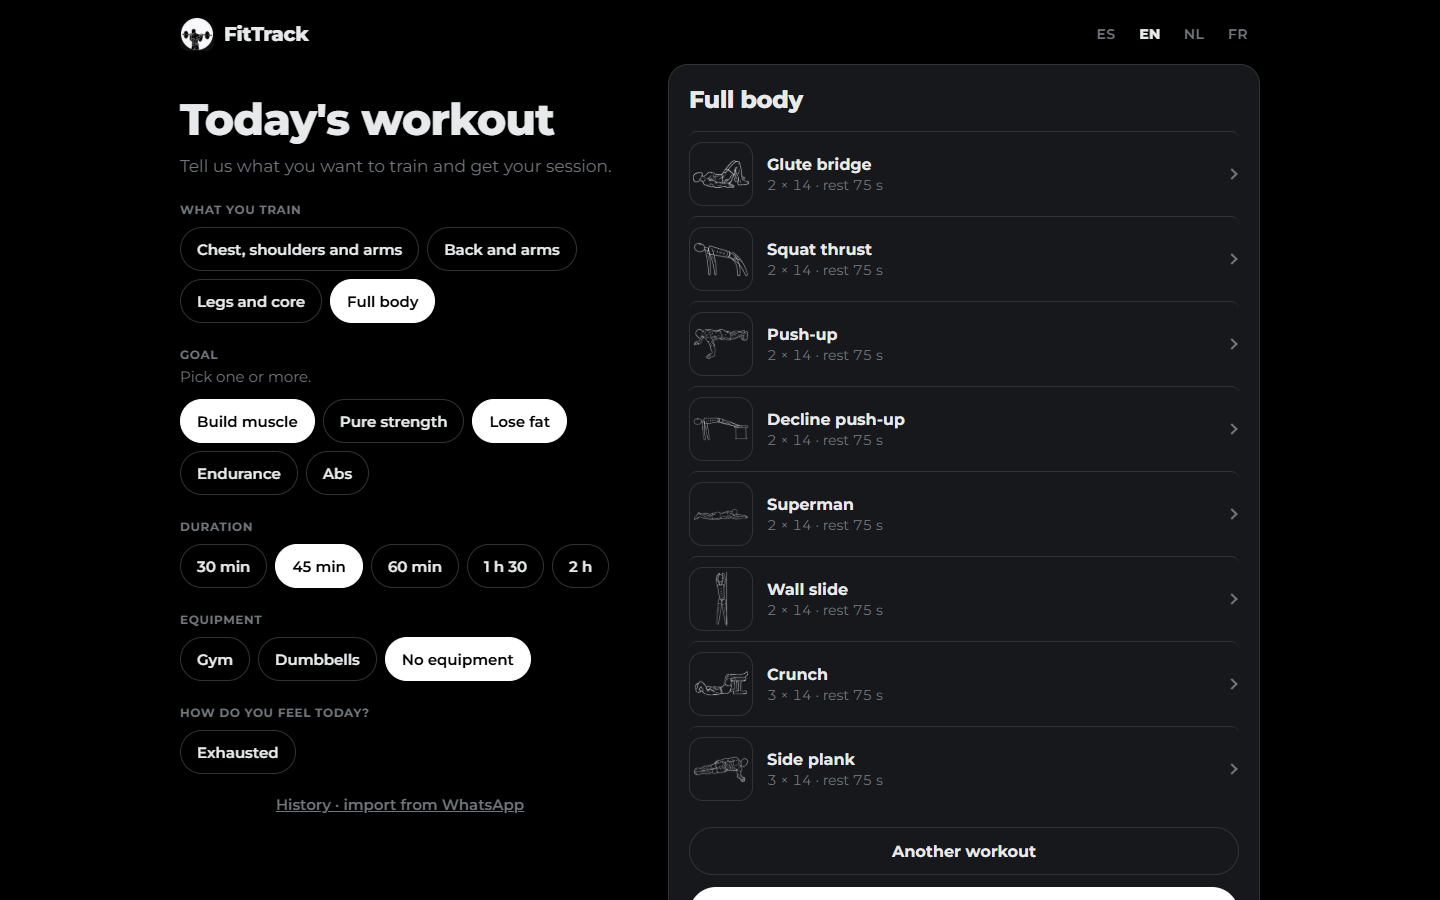 FitTrack
ES EN NL FR
Today's workout
Tell us what you want to train and get your session.
WHAT YOU TRAIN
Chest, shoulders and arms
Back and arms
Legs and core
Full body
GOAL
Pick one or more.
Build muscle
Pure strength
Lose fat
Endurance
Abs
DURATION
30 min
45 min
60 min
1 h 30
2 h
EQUIPMENT
Gym
Dumbbells
No equipment
HOW DO YOU FEEL TODAY?
Exhausted
History · import from WhatsApp
Full body
Glute bridge
2 × 14 · rest 75 s
Squat thrust
2 × 14 · rest 75 s
Push-up
2 × 14 · rest 75 s
Decline push-up
2 × 14 · rest 75 s
Superman
2 × 14 · rest 75 s
Wall slide
2 × 14 · rest 75 s
Crunch
3 × 14 · rest 75 s
Side plank
3 × 14 · rest 75 s
Another workout